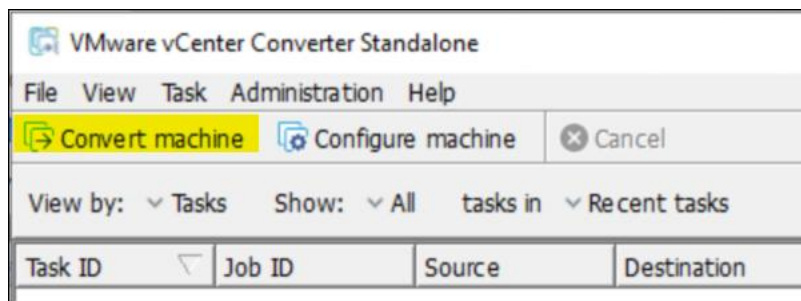 VMware vCenter Converter Standalone
File View Task Administration Help
Convert machine Configure machine Cancel
View by: Tasks Show: All tasks in Recent tasks
Task ID Job ID Source Destination